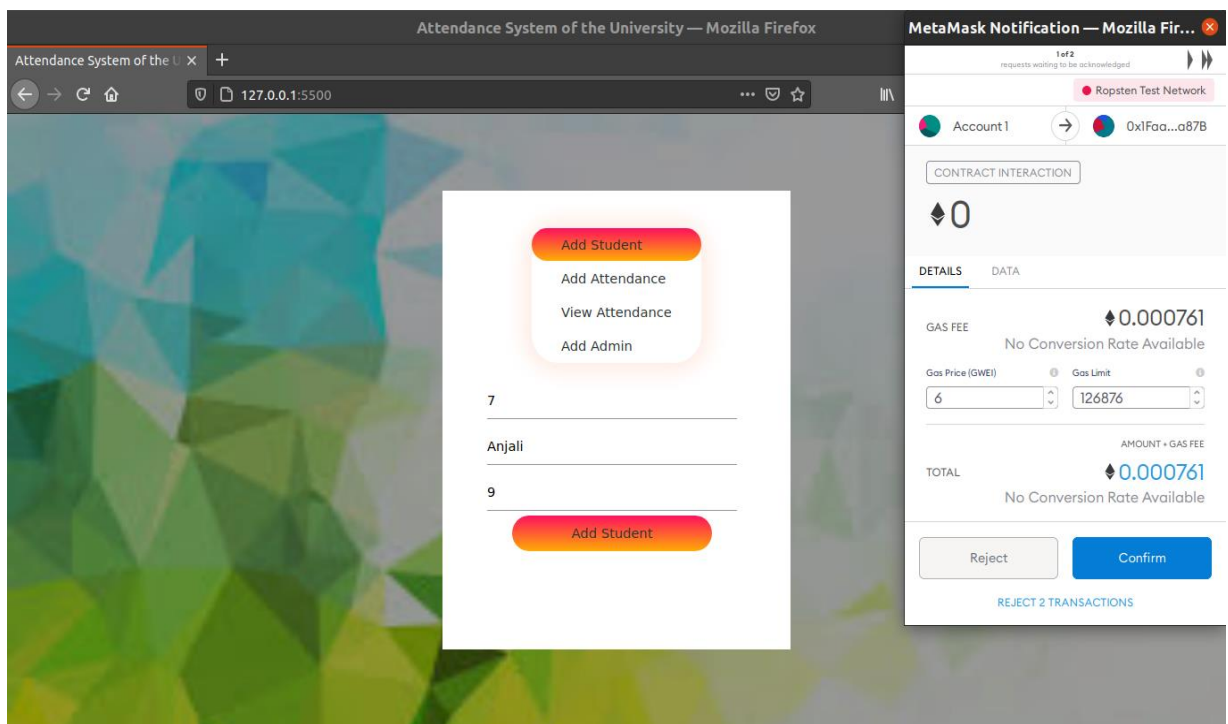 Attendance System of the University — Mozilla Firefox
Attendance System of the U
127.0.0.1:5500
Add Student
Add Attendance
View Attendance
Add Admin
7
Anjali
9
Add Student
MetaMask Notification — Mozilla Fir...
1 of 2
requests waiting to be acknowledged
Ropsten Test Network
Account 1
0x1Faa...a87B
CONTRACT INTERACTION
0
DETAILS DATA
GAS FEE 0.000761
No Conversion Rate Available
Gas Price (GWEI) Gas Limit
6 126876
AMOUNT + GAS FEE
TOTAL 0.000761
No Conversion Rate Available
Reject Confirm
REJECT 2 TRANSACTIONS